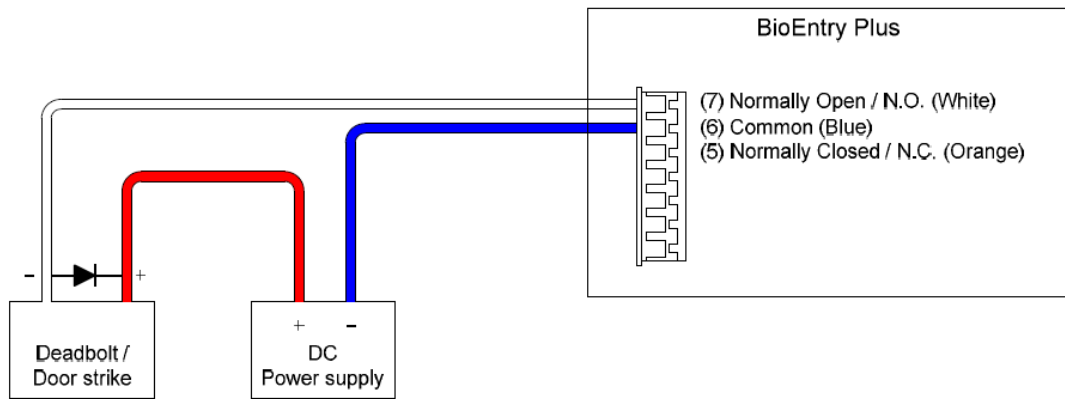 BioEntry Plus
(7) Normally Open / N.O. (White)
(6) Common (Blue)
(5) Normally Closed / N.C. (Orange)
- +
+ -
Deadbolt /
Door strike
DC
Power supply